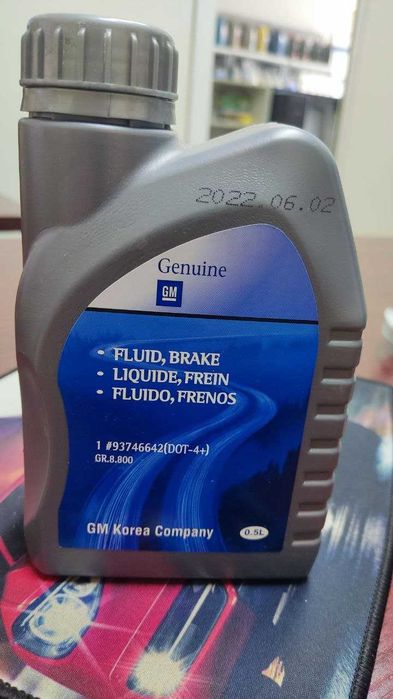 2022.06.02
Genuine
GM
• FLUID, BRAKE
• LIQUIDE, FREIN
• FLUIDO, FRENOS
1 #93746642(DOT-4+)
GR.8.800
GM Korea Company
0.5L